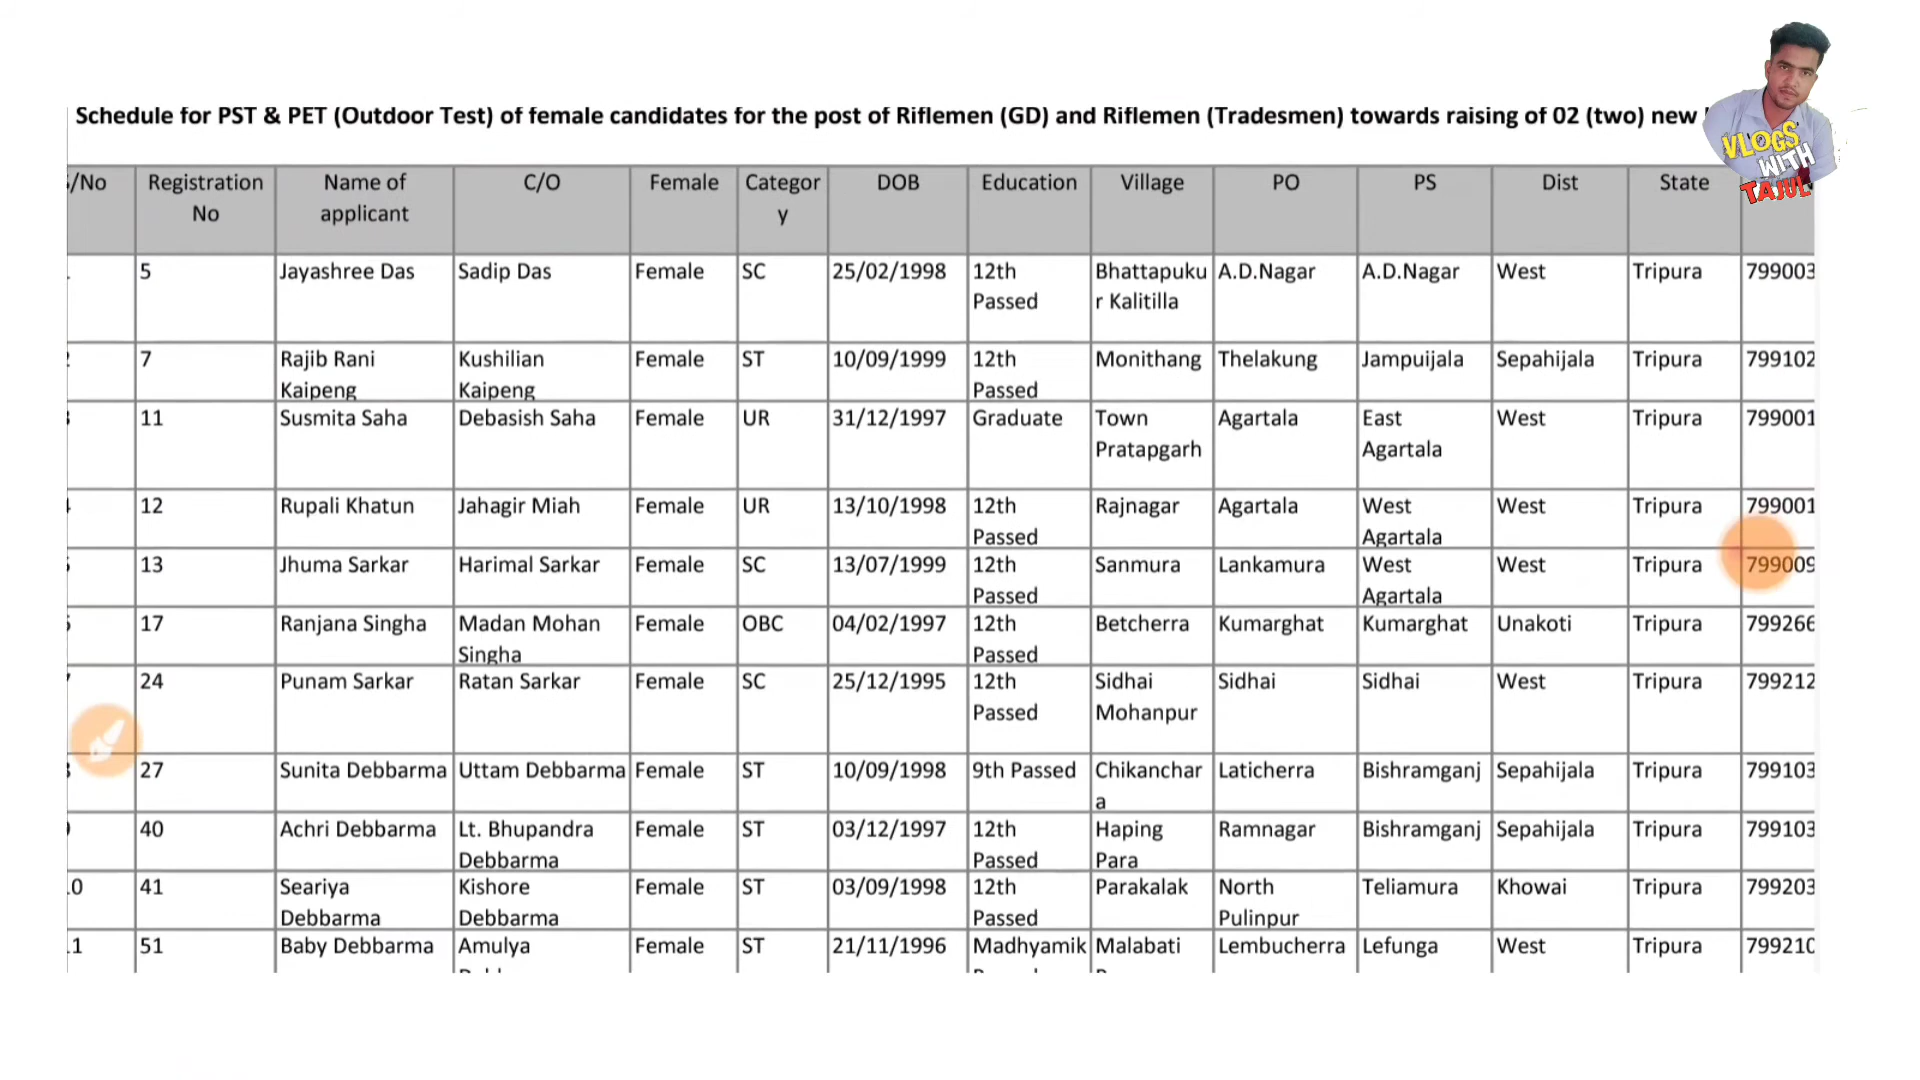 Schedule for PST & PET (Outdoor Test) of female candidates for the post of Riflemen (GD) and Riflemen (Tradesmen) towards raising of 02 (two) new
VLOGS
WITH
TAJUL
/No Registration Name of C/O Female Categor DOB Education Village PO PS Dist State
No applicant y
5 Jayashree Das Sadip Das Female SC 25/02/1998 12th Bhattapuku A.D.Nagar A.D.Nagar West Tripura 799003
Passed r Kalitilla
7 Rajib Rani Kushilian Female ST 10/09/1999 12th Monithang Thelakung Jampuijala Sepahijala Tripura 799102
Kaipeng Kaipeng Passed
11 Susmita Saha Debasish Saha Female UR 31/12/1997 Graduate Town Agartala East West Tripura 799001
Pratapgarh Agartala
12 Rupali Khatun Jahagir Miah Female UR 13/10/1998 12th Rajnagar Agartala West West Tripura 799001
Passed Agartala
13 Jhuma Sarkar Harimal Sarkar Female SC 13/07/1999 12th Sanmura Lankamura West West Tripura 799009
Passed Agartala
17 Ranjana Singha Madan Mohan Female OBC 04/02/1997 12th Betcherra Kumarghat Kumarghat Unakoti Tripura 799266
Singha Passed
24 Punam Sarkar Ratan Sarkar Female SC 25/12/1995 12th Sidhai Sidhai Sidhai West Tripura 799212
Passed Mohanpur
27 Sunita Debbarma Uttam Debbarma Female ST 10/09/1998 9th Passed Chikanchar Laticherra Bishramganj Sepahijala Tripura 799103
a
40 Achri Debbarma Lt. Bhupandra Female ST 03/12/1997 12th Haping Ramnagar Bishramganj Sepahijala Tripura 799103
Debbarma Passed Para
.0 41 Seariya Kishore Female ST 03/09/1998 12th Parakalak North Teliamura Khowai Tripura 799203
Debbarma Debbarma Passed Pulinpur
.1 51 Baby Debbarma Amulya Female ST 21/11/1996 Madhyamik Malabati Lembucherra Lefunga West Tripura 799210